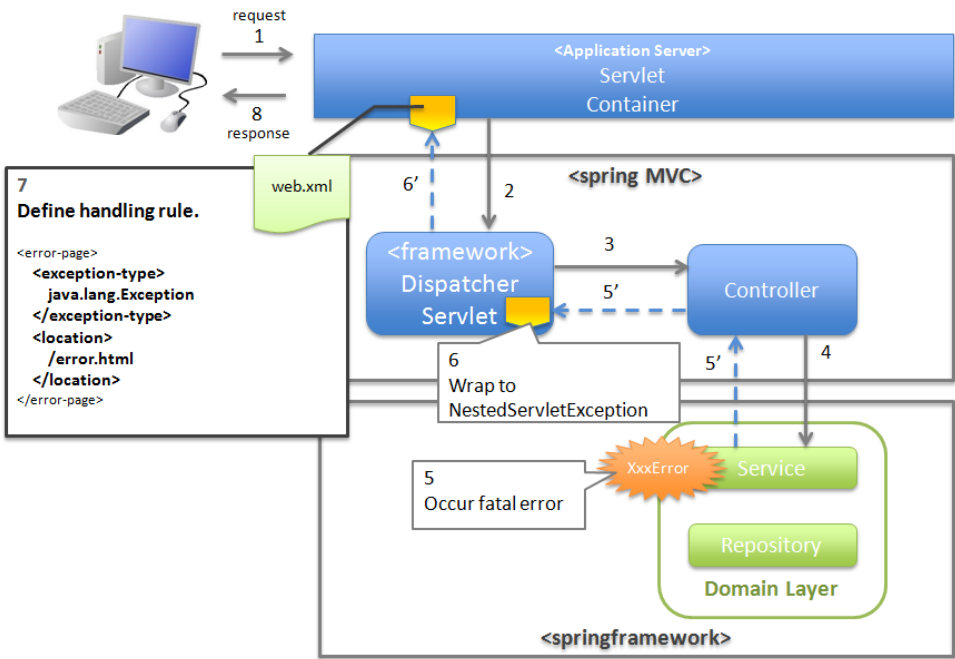 request
1
8
response
<Application Server>
Servlet
Container
7
Define handling rule.
<error-page>
<exception-type>
java.lang.Exception
</exception-type>
<location>
/error.html
</location>
</error-page>
web.xml
6’
2
<spring MVC>
<framework>
Dispatcher
Servlet
3
5’
Controller
6
Wrap to
NestedServletException
5’
4
5
Occur fatal error
XxxError
Service
Repository
Domain Layer
<springframework>